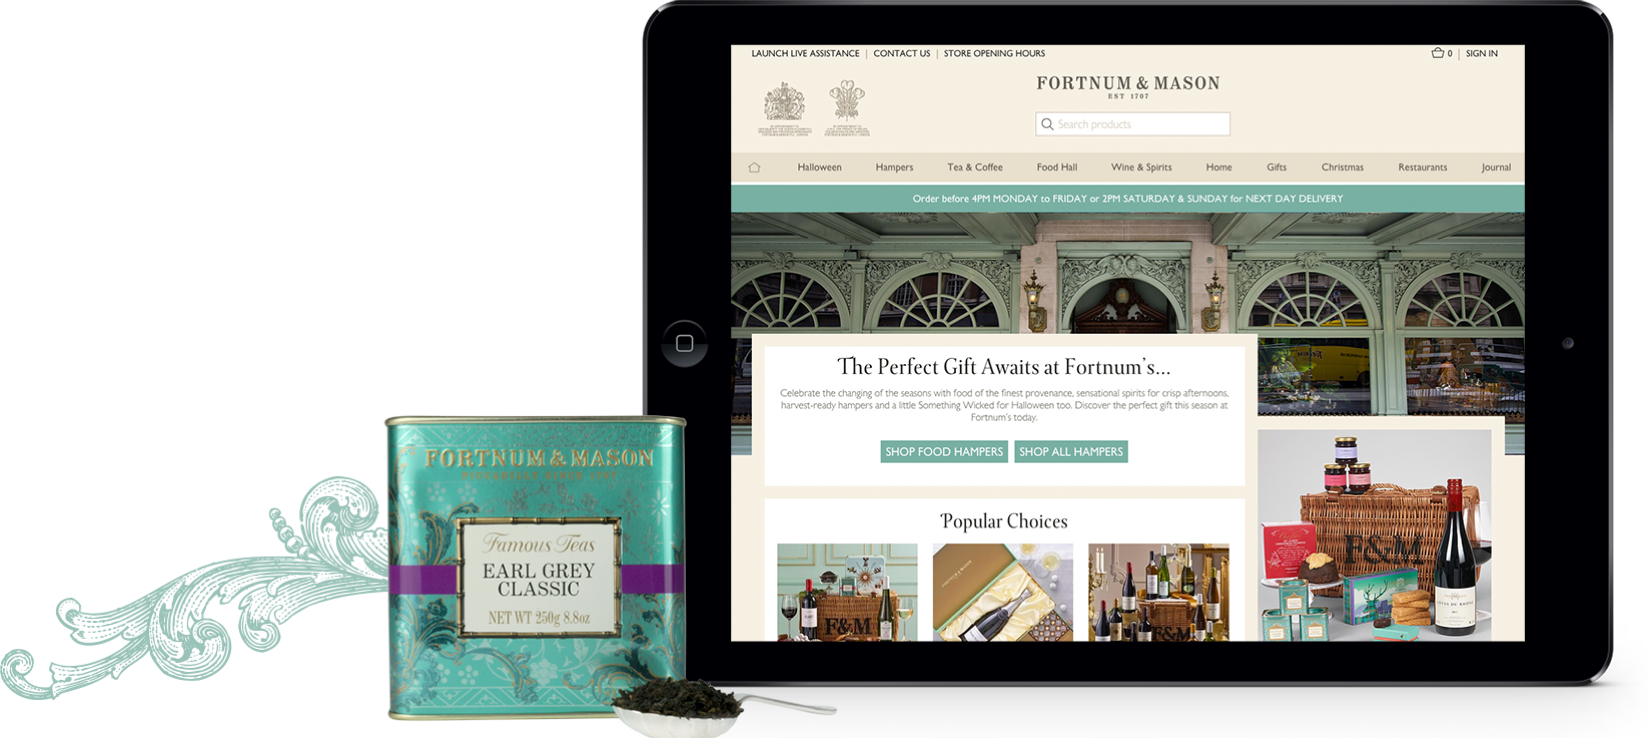 LAUNCH LIVE ASSISTANCE | CONTACT US | STORE OPENING HOURS
0 | SIGN IN
FORTNUM & MASON
EST 1707
Search products
Halloween Hampers Tea & Coffee Food Hall Wine & Spirits Home Gifts Christmas Restaurants Journal
Order before 4PM MONDAY to FRIDAY or 2PM SATURDAY & SUNDAY for NEXT DAY DELIVERY
The Perfect Gift Awaits at Fortnum's...
Celebrate the changing of the seasons with food of the finest provenance, sensational spirits for crisp afternoons,
harvest-ready hampers and a little Something Wicked for Halloween too. Discover the perfect gift this season at
Fortnum's today.
SHOP FOOD HAMPERS SHOP ALL HAMPERS
Popular Choices
F&M
F&M
F&M
FORTNUM & MASON
PICCADILLY SINCE 1707
Famous Teas
EARL GREY
CLASSIC
NET WT 250g 8.8oz